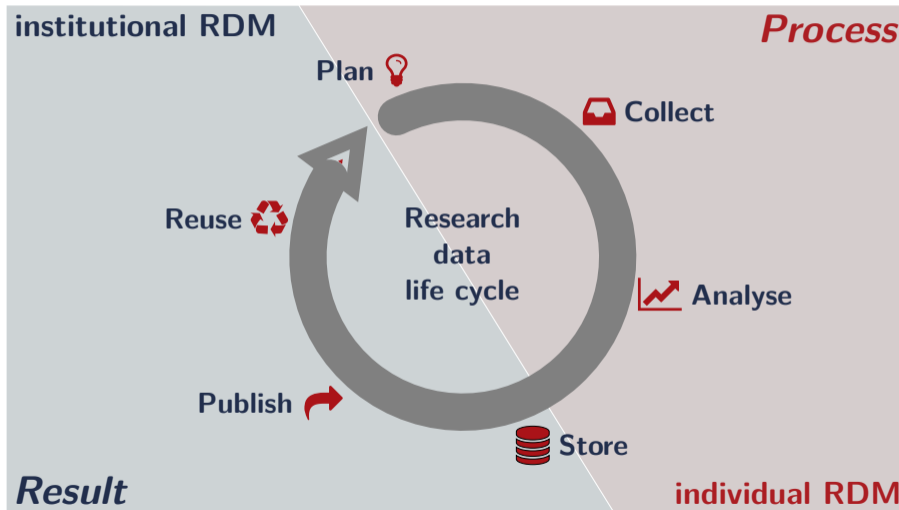 institutional RDM
Process
Plan
Collect
Reuse
Research
data
life cycle
Analyse
Publish
Store
Result
individual RDM